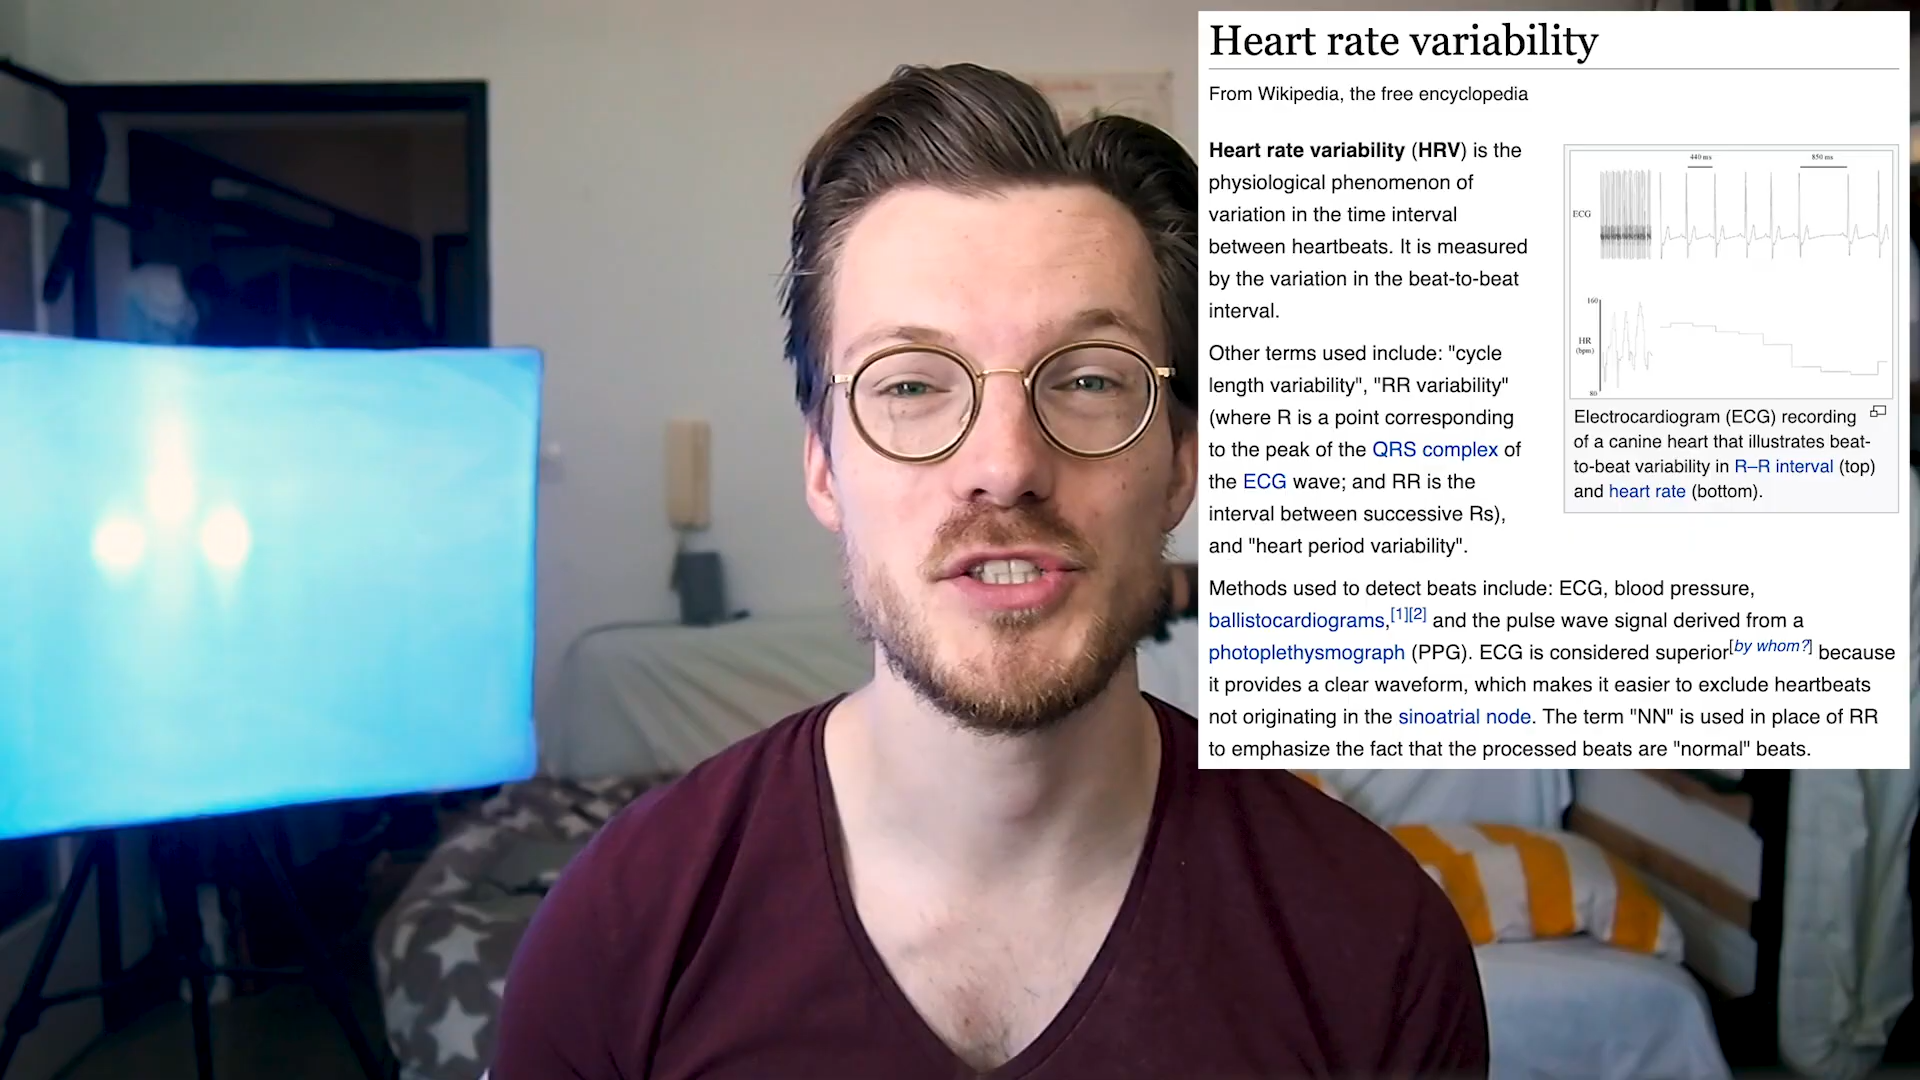 Heart rate variability
From Wikipedia, the free encyclopedia
Heart rate variability (HRV) is the
physiological phenomenon of
variation in the time interval
between heartbeats. It is measured
by the variation in the beat-to-beat
interval.
Other terms used include: "cycle
length variability", "RR variability"
(where R is a point corresponding
to the peak of the QRS complex of
the ECG wave; and RR is the
interval between successive Rs),
and "heart period variability".
440 ms
850 ms
ECG
160
HR
(bpm)
80
Electrocardiogram (ECG) recording
of a canine heart that illustrates beat-
to-beat variability in R–R interval (top)
and heart rate (bottom).
Methods used to detect beats include: ECG, blood pressure,
ballistocardiograms,[1][2] and the pulse wave signal derived from a
photoplethysmograph (PPG). ECG is considered superior[by whom?] because
it provides a clear waveform, which makes it easier to exclude heartbeats
not originating in the sinoatrial node. The term "NN" is used in place of RR
to emphasize the fact that the processed beats are "normal" beats.